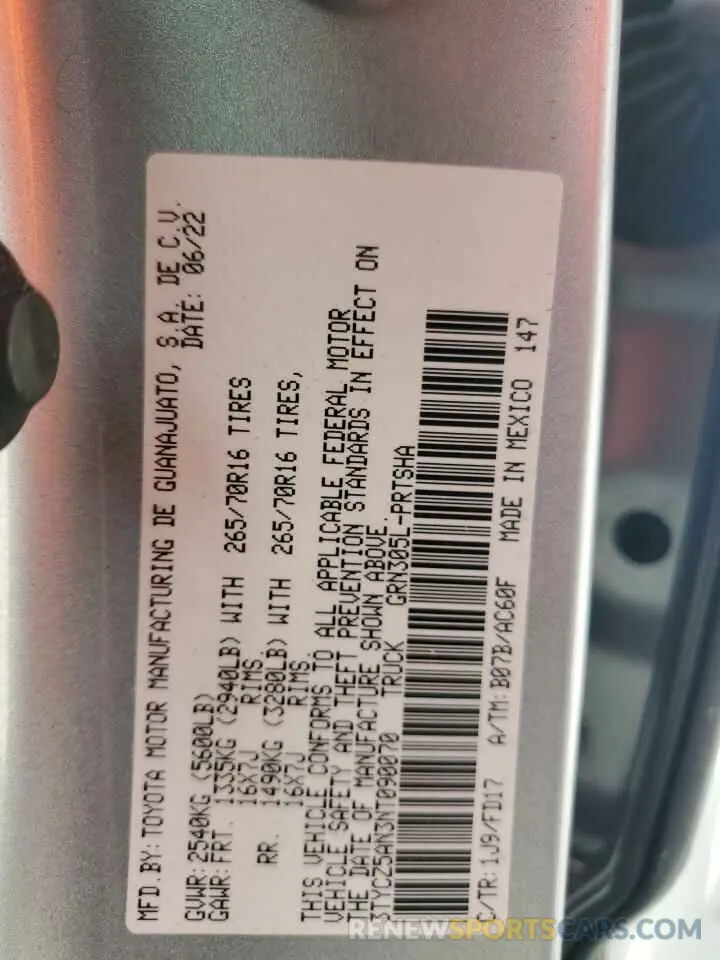 MFD.BY: TOYOTA MOTOR MANUFACTURING DE GUANAJUATO, S.A. DE C.V.
DATE: 06/22
GVWR: 2540KG (5600LB)
GAWR: FRT. 1335KG (2940LB) WITH 265/70R16 TIRES
16X7J RIMS.
RR. 1490KG (3280LB) WITH 265/70R16 TIRES,
16X7J RIMS.
THIS VEHICLE CONFORMS TO ALL APPLICABLE FEDERAL MOTOR
VEHICLE SAFETY AND THEFT PREVENTION STANDARDS IN EFFECT ON
THE DATE OF MANUFACTURE SHOWN ABOVE.
3TYCZ5AN3NT090070 TRUCK GRN305L-PRTSHA
C/TR: 1J9/FD17 A/TM: B07B/AC60F MADE IN MEXICO 147
RENEWSPORTSCARS.COM